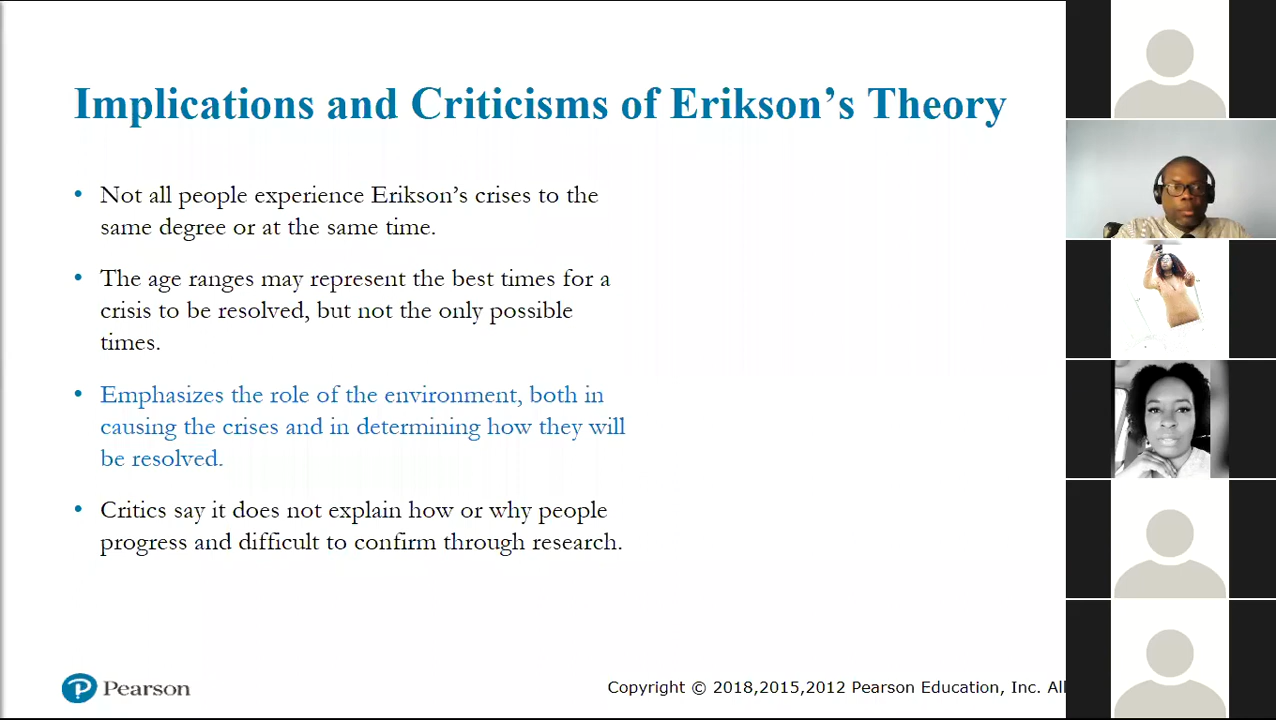 Implications and Criticisms of Erikson’s Theory
• Not all people experience Erikson’s crises to the
same degree or at the same time.
• The age ranges may represent the best times for a
crisis to be resolved, but not the only possible
times.
• Emphasizes the role of the environment, both in
causing the crises and in determining how they will
be resolved.
• Critics say it does not explain how or why people
progress and difficult to confirm through research.
Pearson
Copyright © 2018,2015,2012 Pearson Education, Inc. All